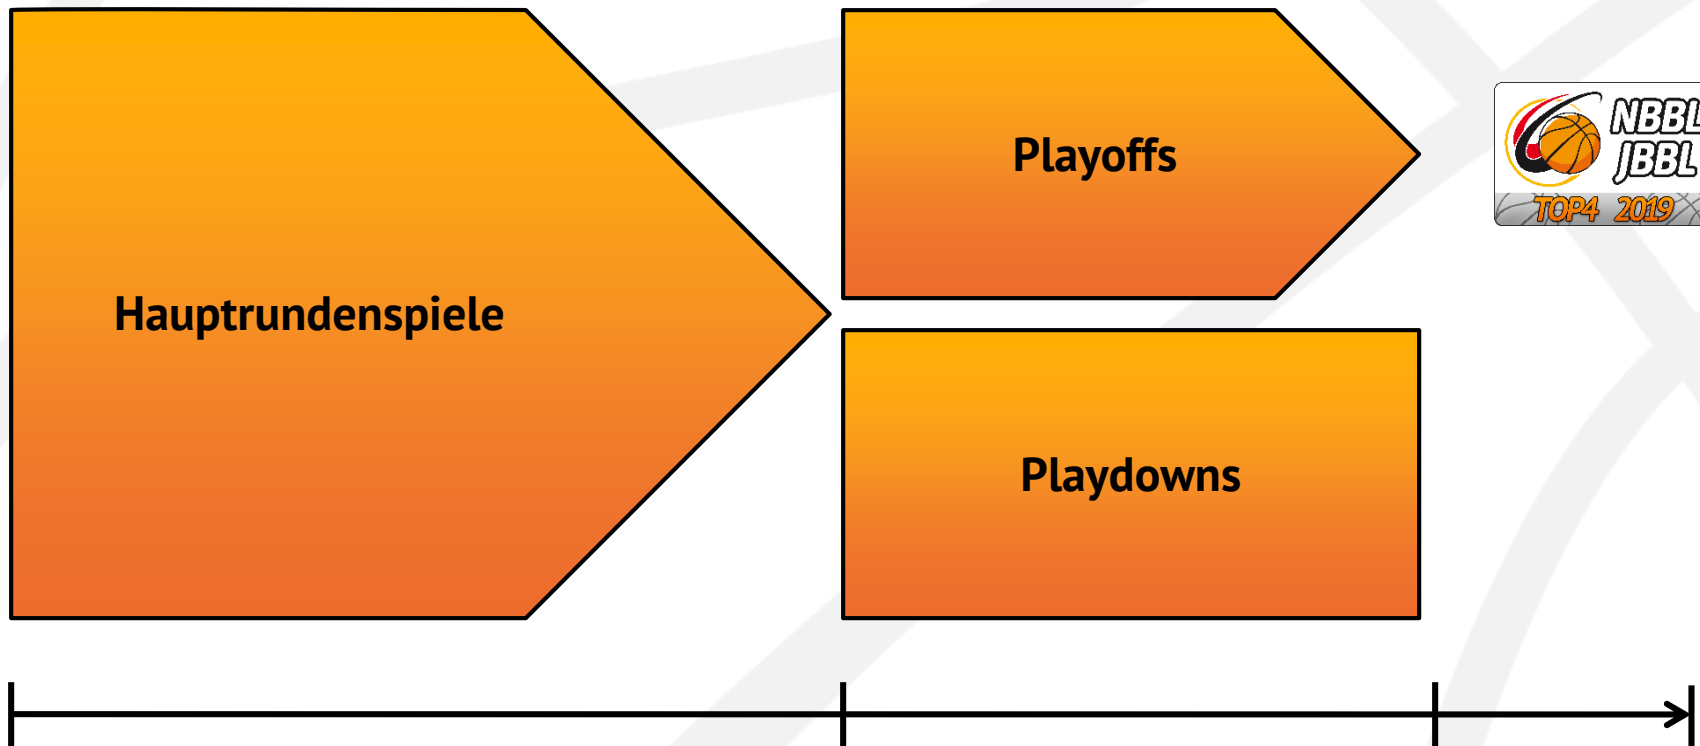 Hauptrundenspiele
Playoffs
NBBL
JBBL
TOP4 2019
Playdowns